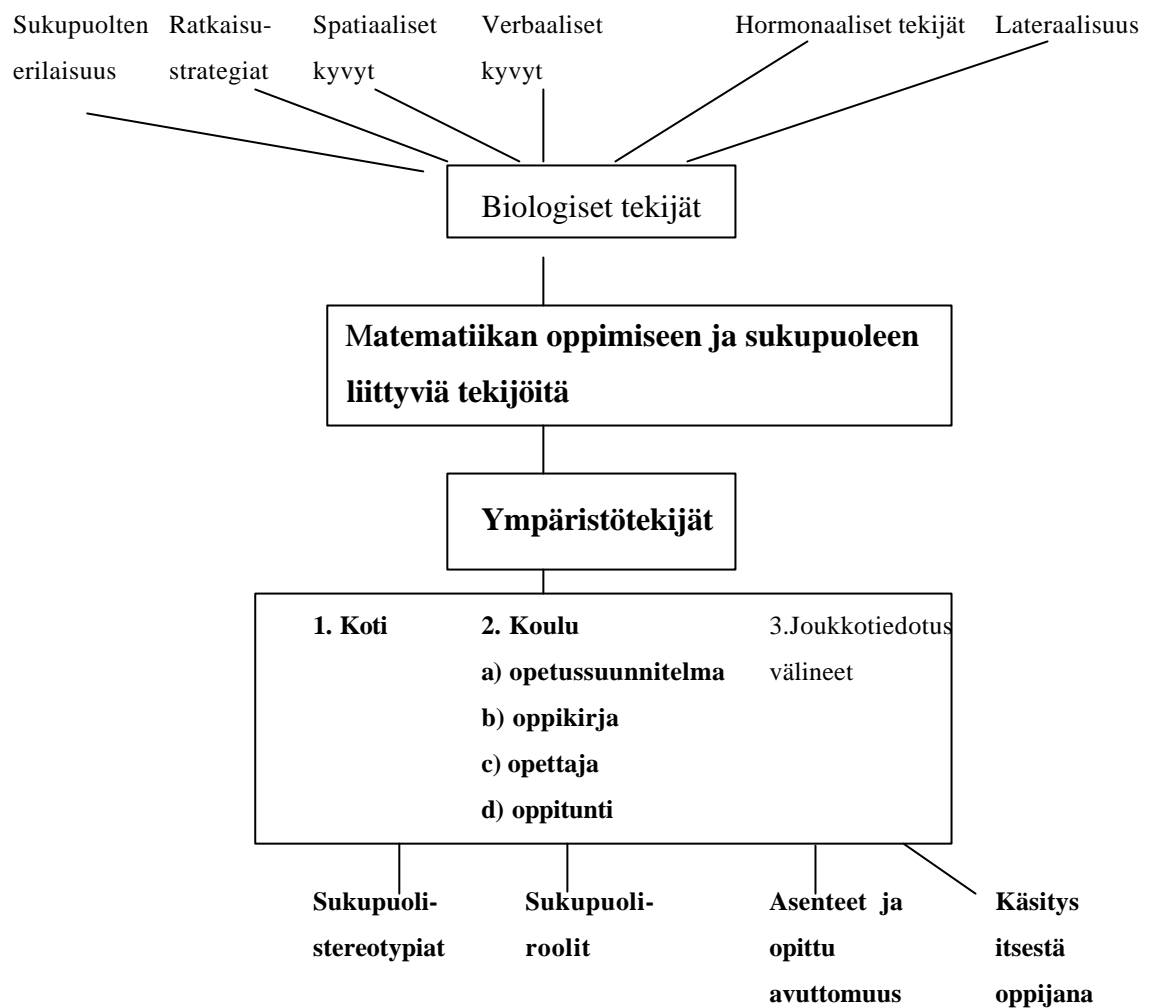 Sukupuolten Ratkaisu- Spatiaaliset Verbaaliset Hormonaaliset tekijät Lateraalisuus
erilaisuus strategiat kyvyt kyvyt
Biologiset tekijät
Matematiikan oppimiseen ja sukupuoleen
liittyviä tekijöitä
Ympäristötekijät
1. Koti 2. Koulu 3.Joukkotiedotus
a) opetussuunnitelma välineet
b) oppikirja
c) opettaja
d) oppitunti
Sukupuoli- Sukupuoli- Asenteet ja Käsitys
stereotypiat roolit opittu itsestä
avuttomuus oppijana